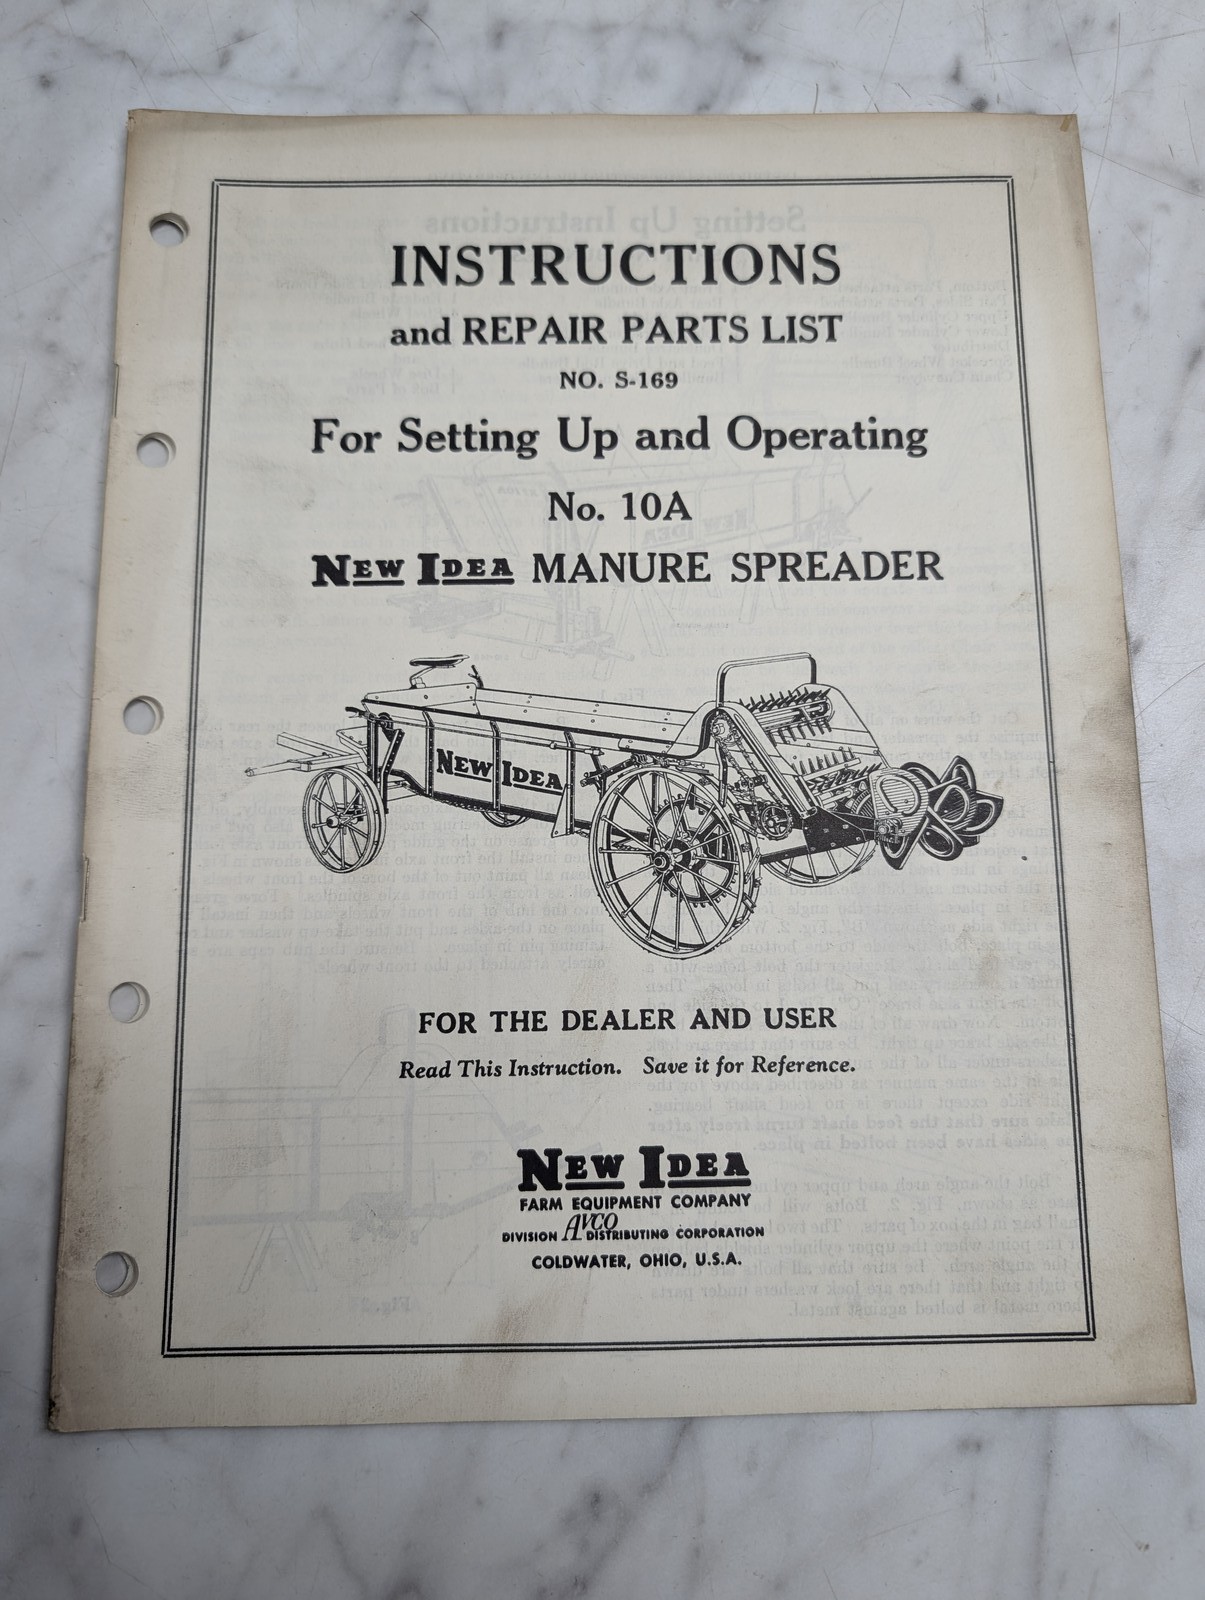 INSTRUCTIONS
and REPAIR PARTS LIST
NO. S-169
For Setting Up and Operating
No. 10A
NEW IDEA MANURE SPREADER
NEW IDEA
FOR THE DEALER AND USER
Read This Instruction. Save it for Reference.
NEW IDEA
FARM EQUIPMENT COMPANY
DIVISION AVCO DISTRIBUTING CORPORATION
COLDWATER, OHIO, U.S.A.